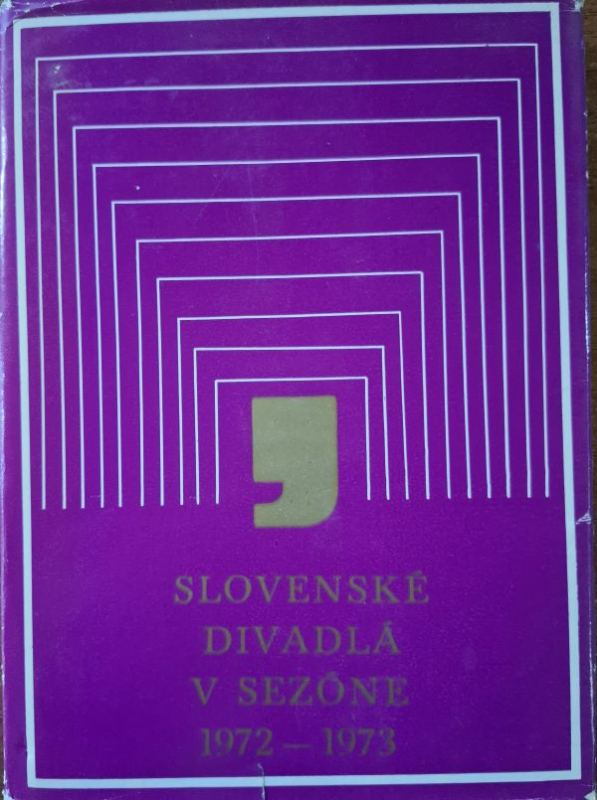 SLOVENSKÉ
DIVADLÁ
V SEZÓNE
1972 — 1973